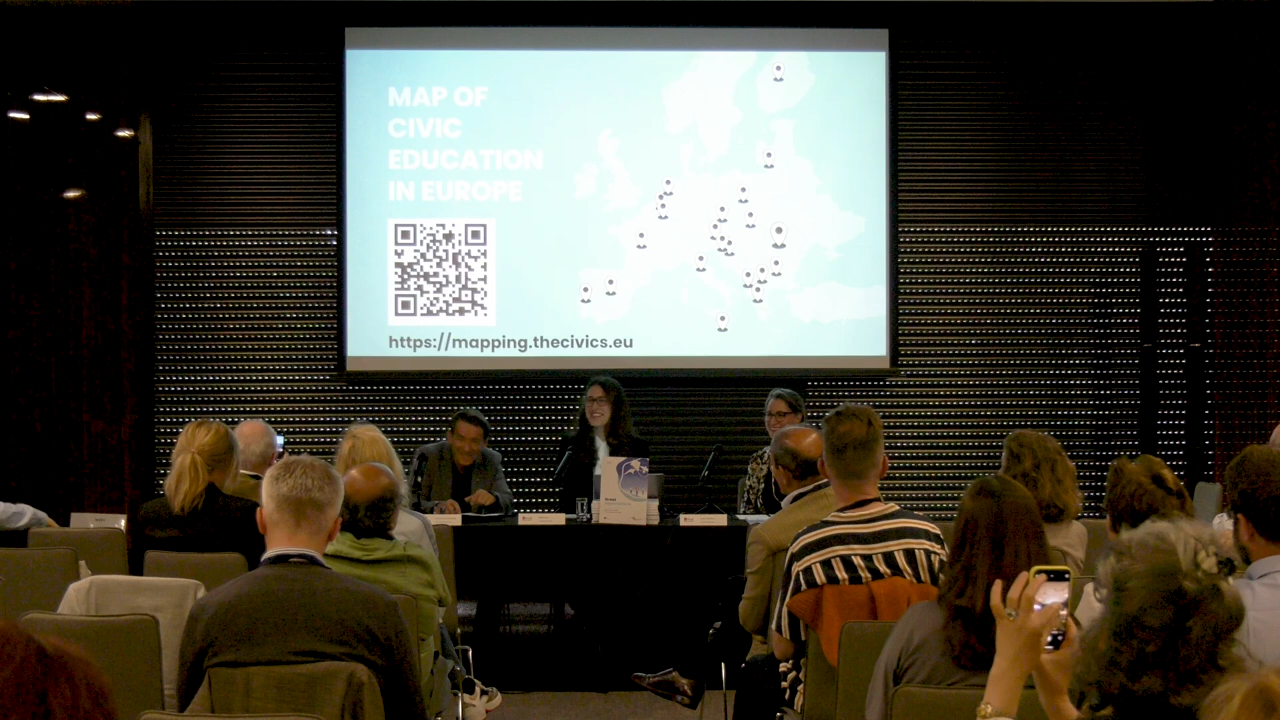 MAP OF
CIVIC
EDUCATION
IN EUROPE
https://mapping.thecivics.eu